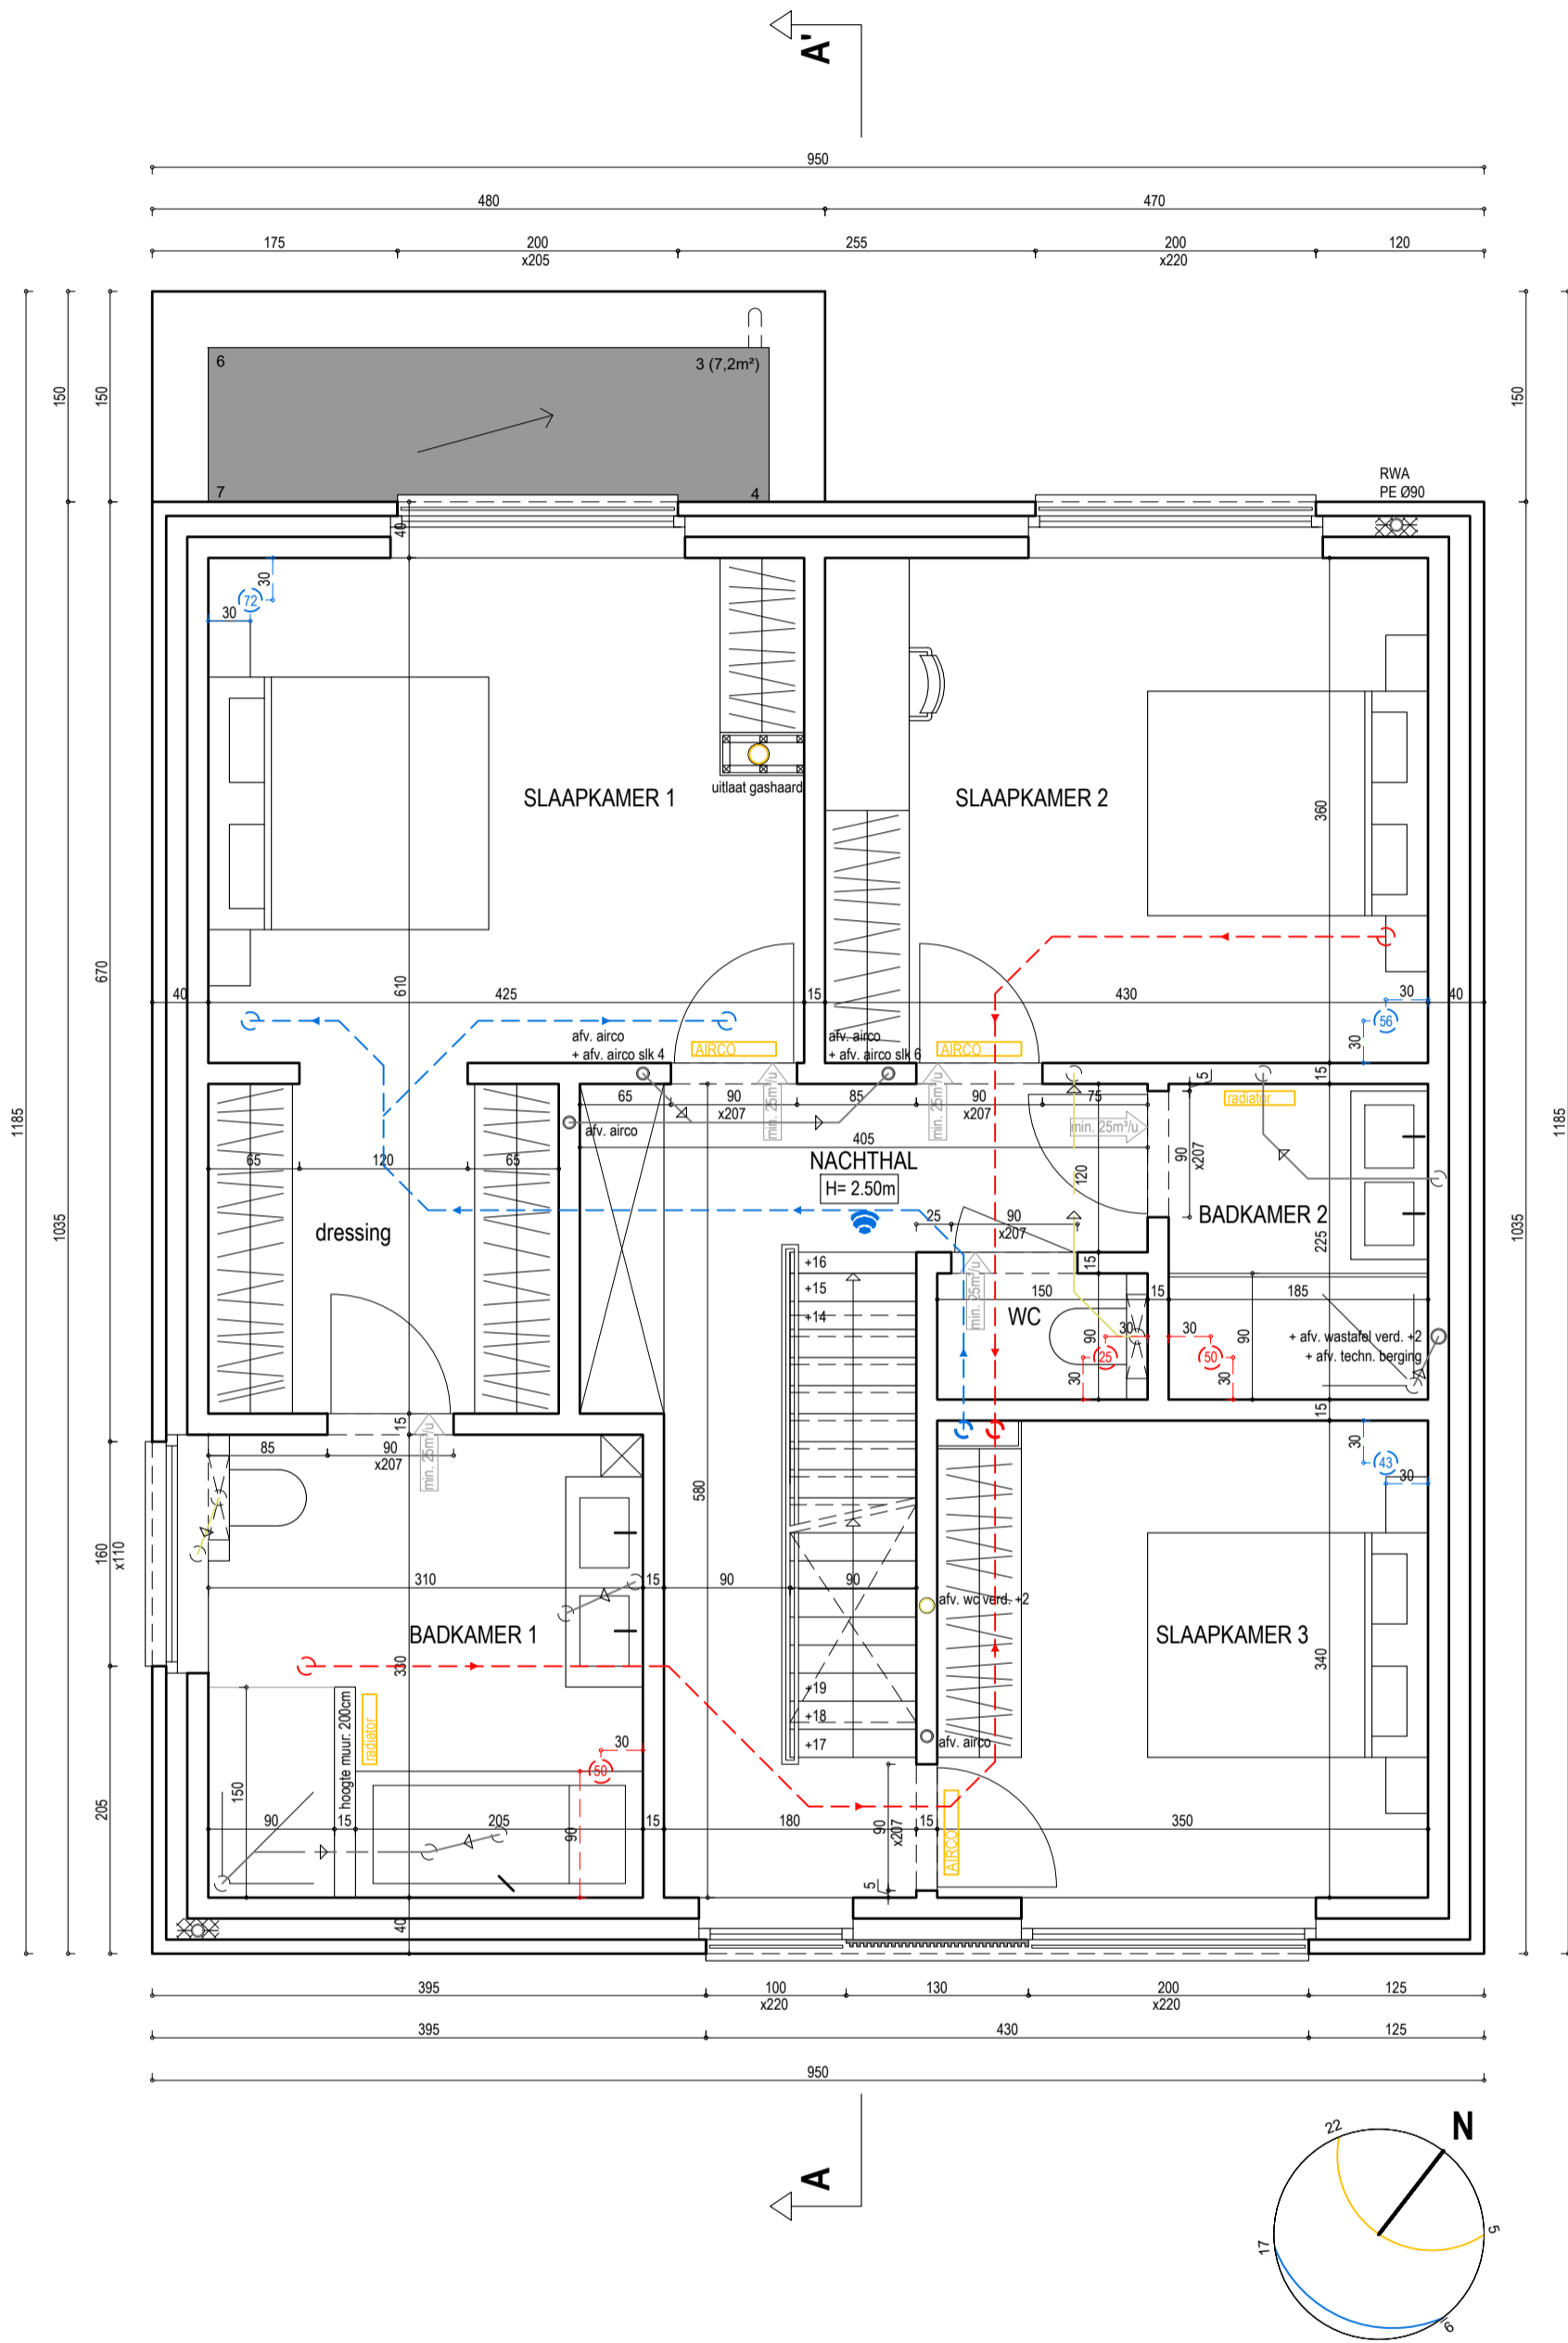 A'
950
480
470
175
200
x205
255
200
x220
120
150
150
150
6
3 (7,2m²)
7
4
RWA
PE Ø90
40
30
72
30
SLAAPKAMER 1
uitlaat gashaard
SLAAPKAMER 2
360
670
610
40
425
15
430
30
40
56
30
afv. airco
+ afv. airco slk 4
AIRCO
afv. airco
+ afv. airco slk 6
AIRCO
15
5
radiator
65
90
x207
min. 25m³/u
85
90
x207
min. 25m³/u
75
min. 25m³/u
afv. airco
405
NACHTHAL
H= 2.50m
120
90
x207
65
120
65
dressing
25
90
x207
BADKAMER 2
225
1185
1035
1035
1185
+16
+15
+14
min. 25m³/u
15
150
15
185
WC
90
30
25
30
30
50
30
90
+ afv. wastafel verd. +2
+ afv. techn. berging
15
15
85
90
x207
min. 25m³/u
580
30
43
30
160
x110
310
15
90
90
afv. wc verd. +2
BADKAMER 1
330
SLAAPKAMER 3
340
+19
+18
+17
afv. airco
hoogte muur: 200cm
radiator
30
50
150
205
90
15
205
90
15
180
90
x207
15
AIRCO
350
5
40
395
100
x220
130
200
x220
125
395
430
125
950
A
N
22
5
17
9